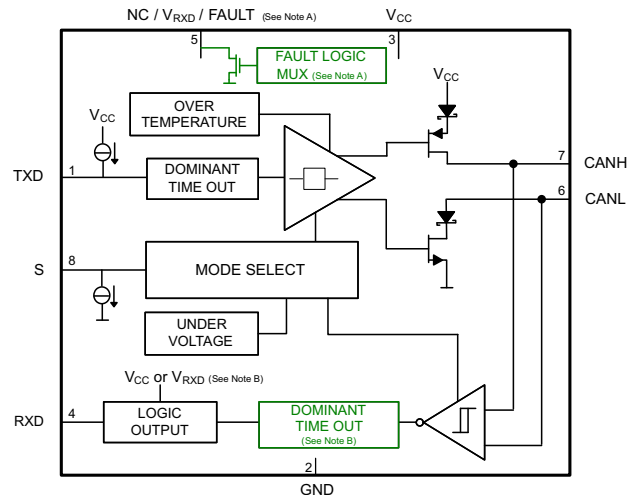 NC / VRXD / FAULT (See Note A)
VCC
5
3
FAULT LOGIC
MUX (See Note A)
VCC
OVER
TEMPERATURE
VCC
TXD
1
DOMINANT
TIME OUT
7
CANH
6
CANL
S
8
MODE SELECT
UNDER
VOLTAGE
VCC or VRXD (See Note B)
RXD
4
LOGIC
OUTPUT
DOMINANT
TIME OUT
(See Note B)
2
GND